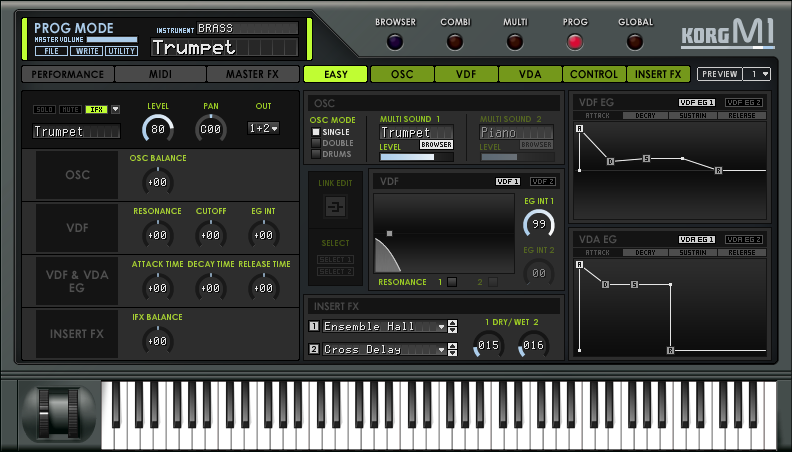 PROG MODE
MASTER VOLUME
FILE WRITE UTILITY
INSTRUMENT BRASS
Trumpet
BROWSER COMBI MULTI PROG GLOBAL
KORG M1
PERFORMANCE MIDI MASTER FX EASY OSC VDF VDA CONTROL INSERT FX PREVIEW 1
SOLO MUTE IFX
Trumpet
LEVEL PAN OUT
80 C00 1+2
OSC
OSC BALANCE
+00
VDF
RESONANCE CUTOFF EG INT
+00 +00 +00
VDF & VDA
EG
ATTACK TIME DECAY TIME RELEASE TIME
+00 +00 +00
INSERT FX
IFX BALANCE
+00
OSC
OSC MODE
SINGLE
DOUBLE
DRUMS
MULTI SOUND 1
Trumpet
LEVEL BROWSER
MULTI SOUND 2
Piano
LEVEL BROWSER
LINK EDIT
SELECT
SELECT 1
SELECT 2
VDF VDF 1 VDF 2
EG INT 1
99
EG INT 2
00
RESONANCE 1 2
INSERT FX
1 Ensemble Hall
2 Cross Delay
1 DRY/WET 2
015 016
VDF EG VDF EG 1 VDF EG 2
ATTACK DECAY SUSTAIN RELEASE
A D S R
VDA EG VDA EG 1 VDA EG 2
ATTACK DECAY SUSTAIN RELEASE
A D S R